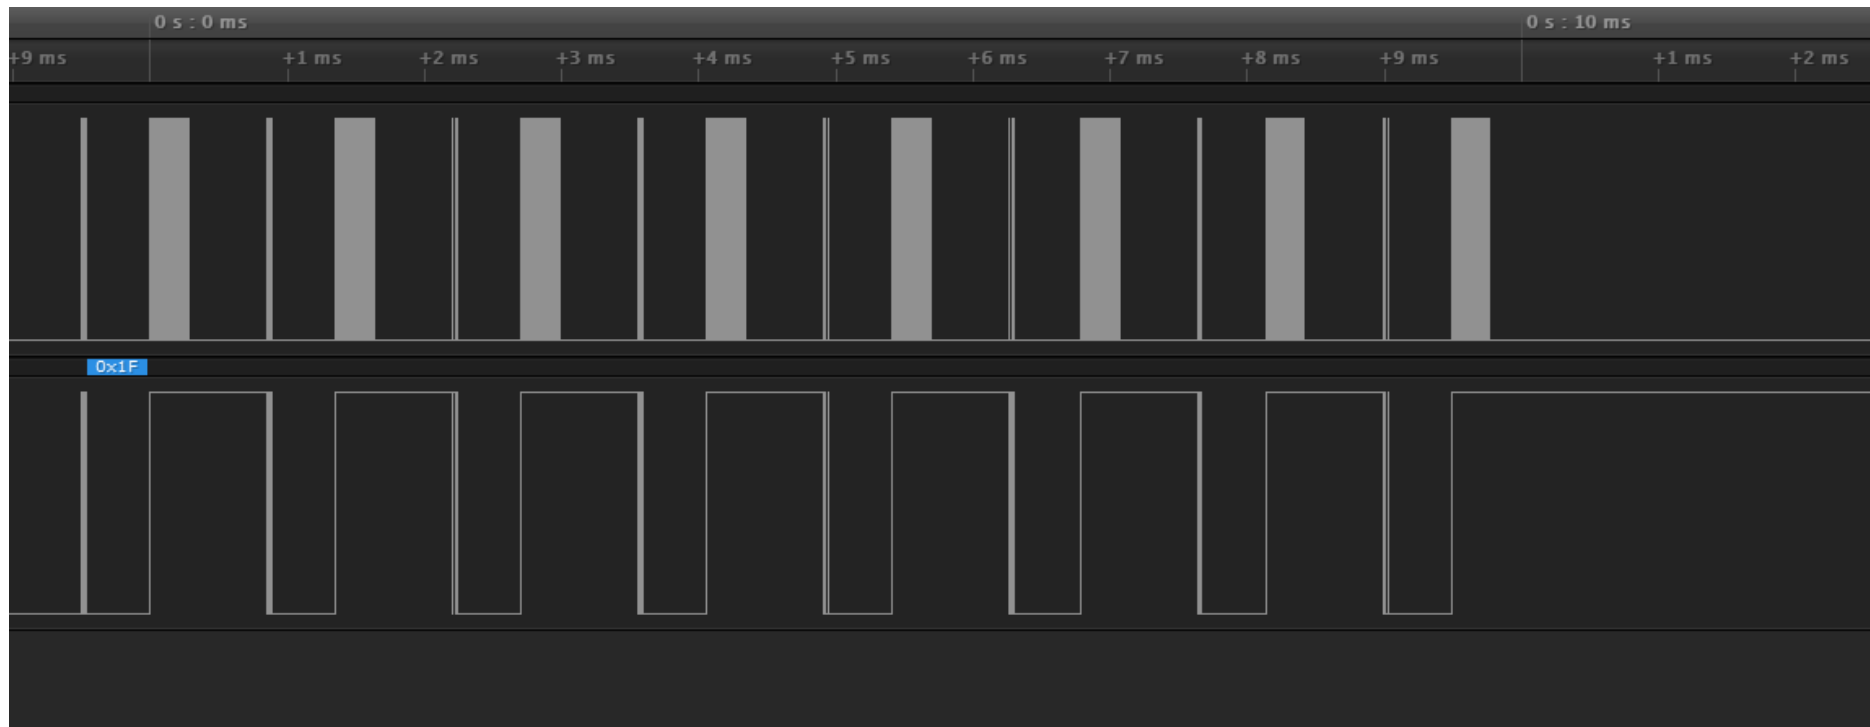 0 s : 0 ms 0 s : 10 ms
+9 ms +1 ms +2 ms +3 ms +4 ms +5 ms +6 ms +7 ms +8 ms +9 ms +1 ms +2 ms
0x1F